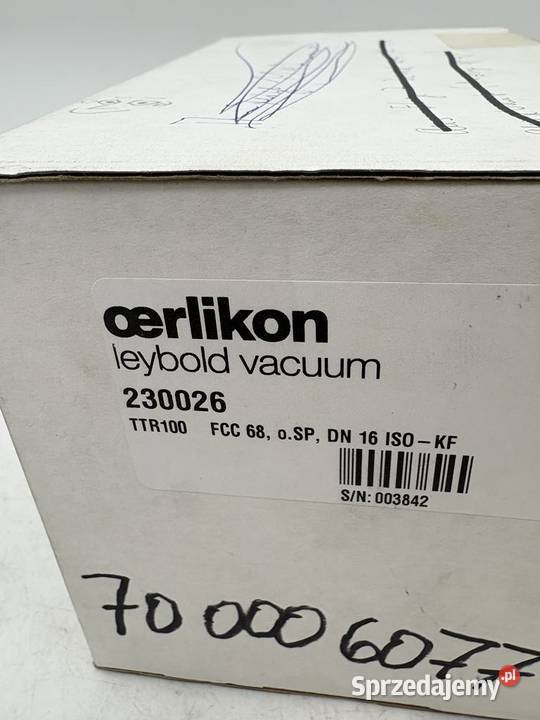 œrlikon
leybold vacuum
230026
TTR100 FCC 68, o.SP, DN 16 ISO-KF
S/N: 003842
70 000 6077
Sprzedajemy.pl